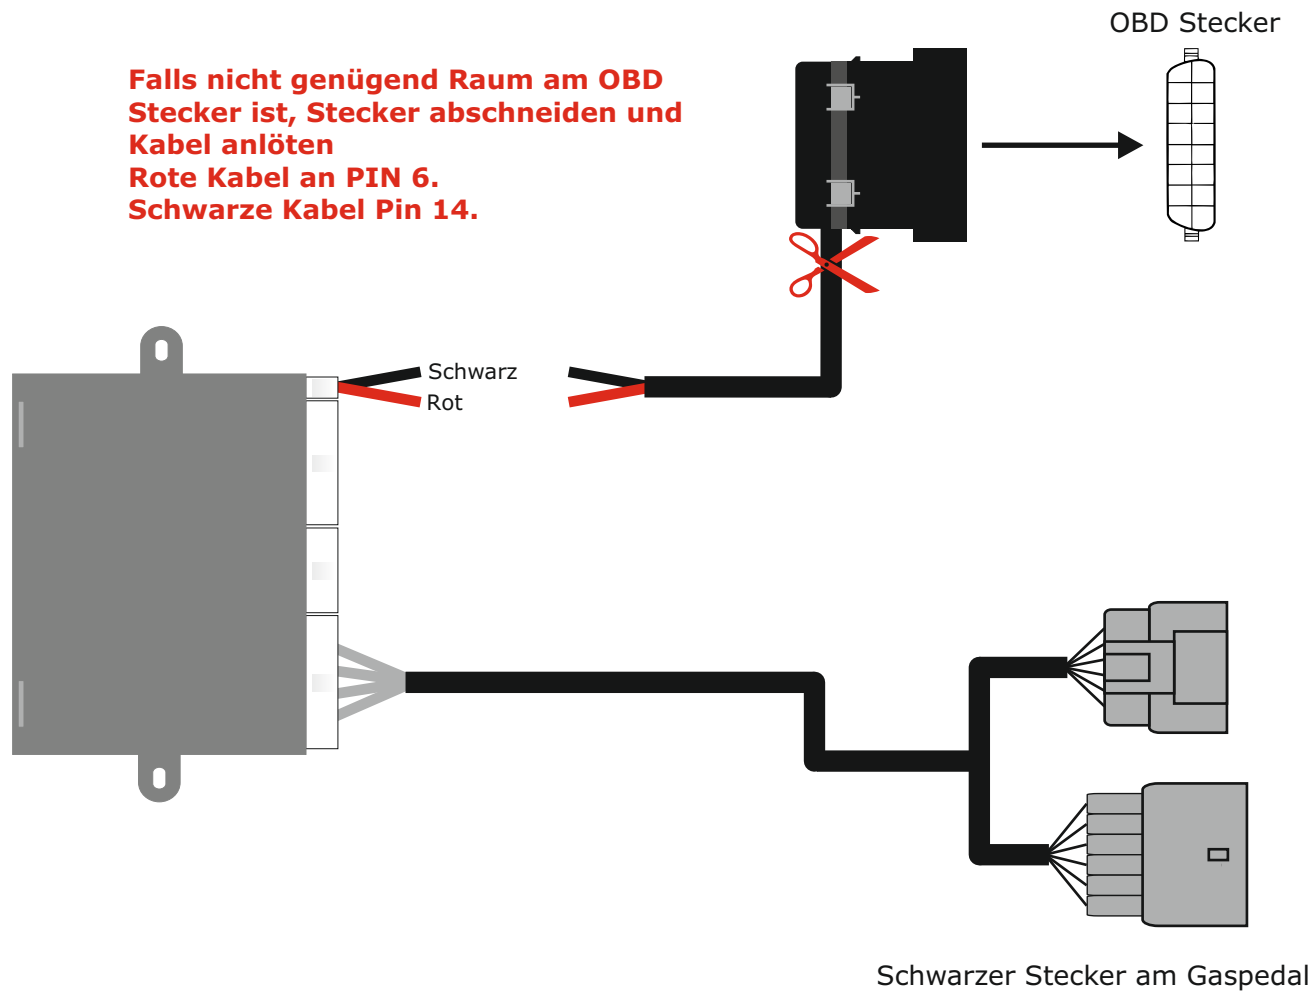 OBD Stecker
Falls nicht genügend Raum am OBD
Stecker ist, Stecker abschneiden und
Kabel anlöten
Rote Kabel an PIN 6.
Schwarze Kabel Pin 14.
Schwarz
Rot
Schwarzer Stecker am Gaspedal